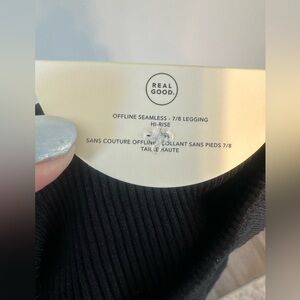 REAL
GOOD.
OFFLINE SEAMLESS - 7/8 LEGGING
HI-RISE
SANS COUTURE OFFLINE COLLANT SANS PIEDS 7/8
TAILLE HAUTE